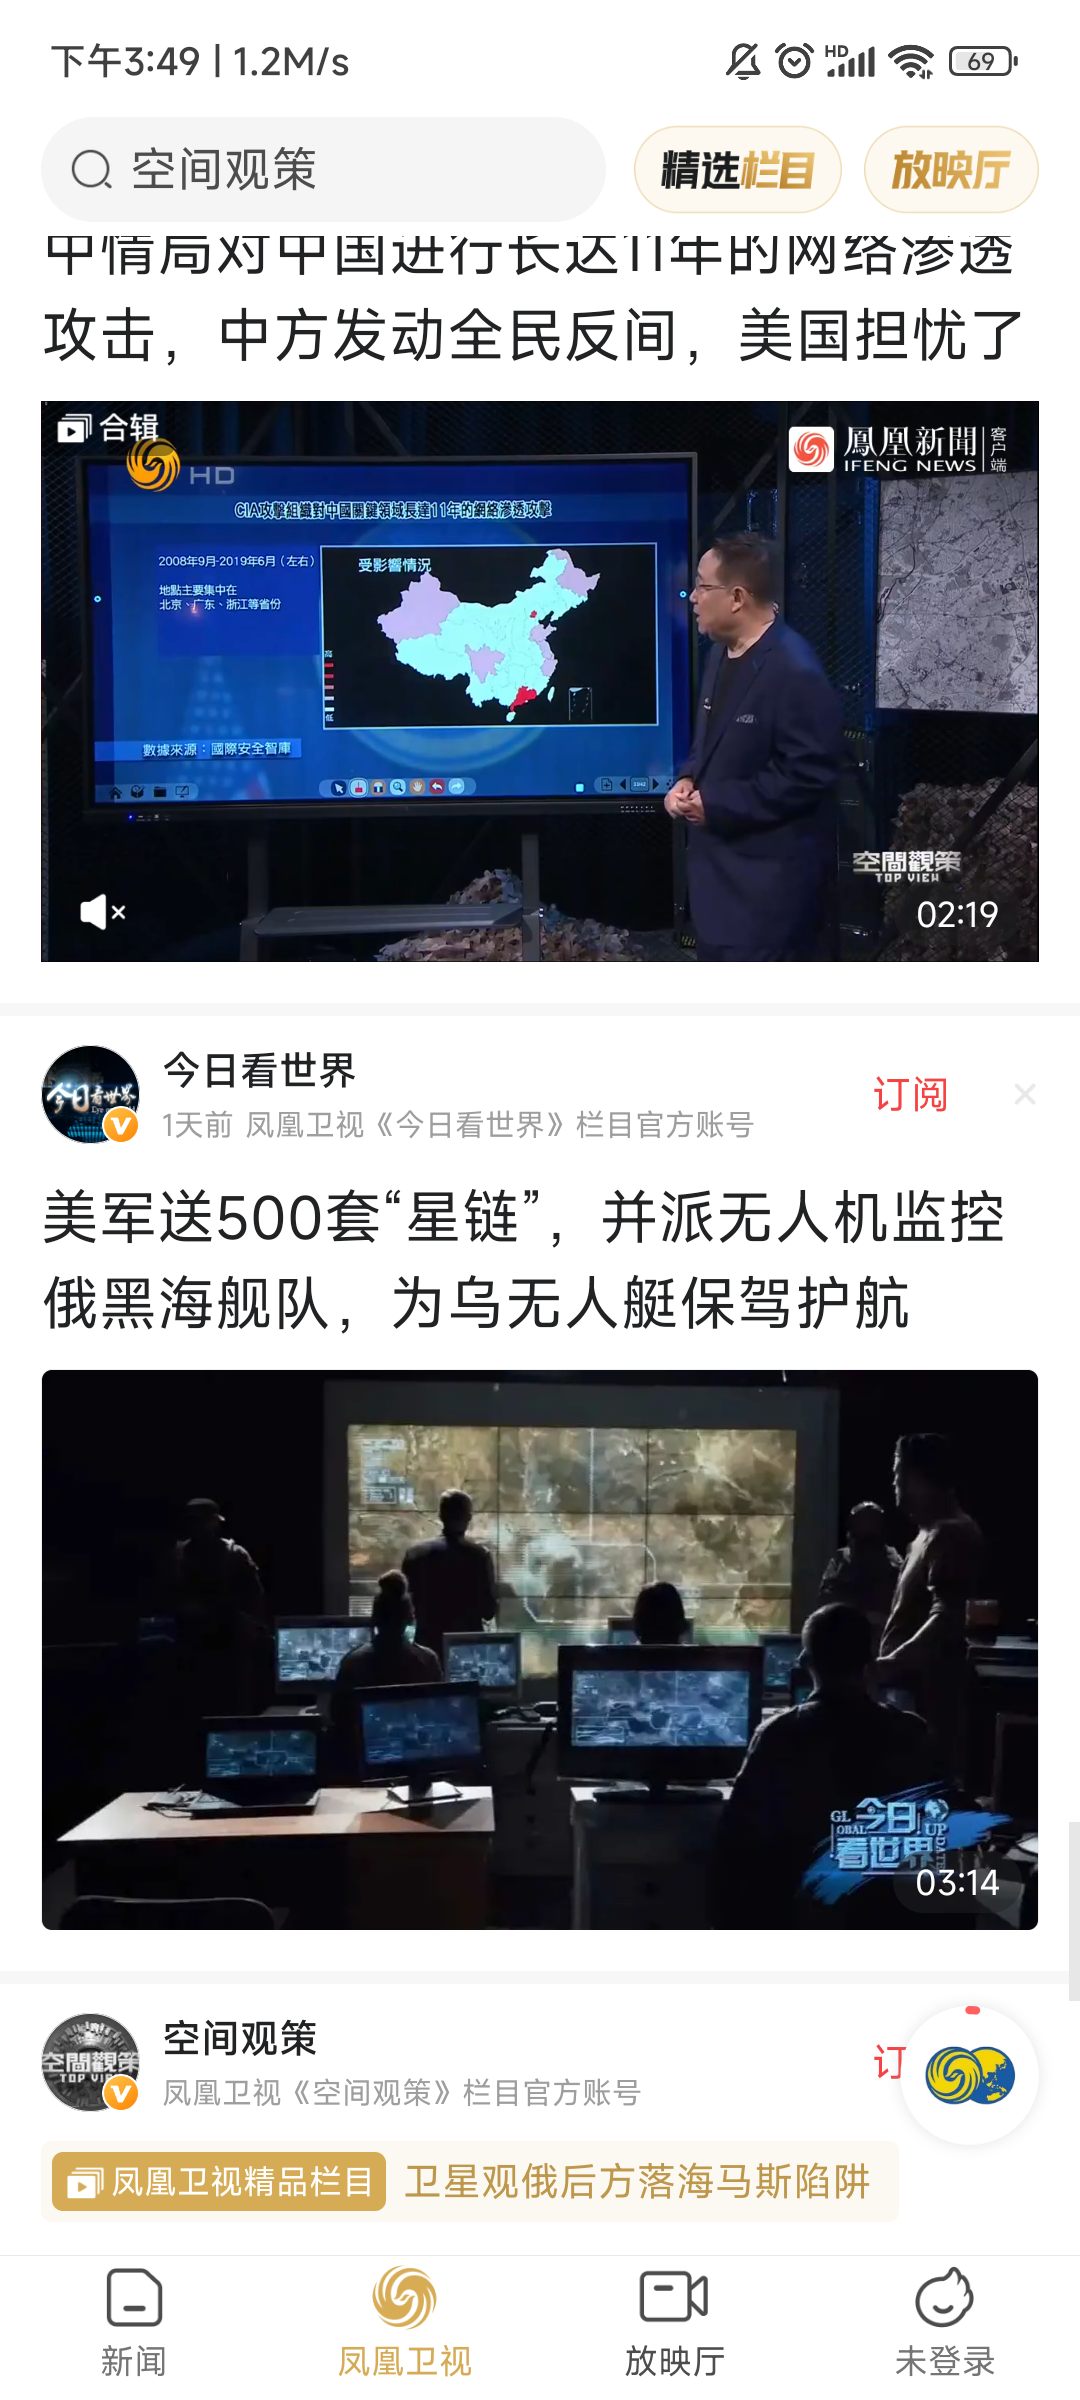 下午3:49 | 1.2M/s
HD
69
空间观策
精选栏目
放映厅
中情局对中国进行长达11年的网络渗透
攻击，中方发动全民反间，美国担忧了
合辑
HD
鳳凰新聞 客户端
IFENG NEWS
CIA攻擊組織對中國關鍵領域長達11年的網絡滲透攻擊
2008年9月-2019年6月（左右）
地點主要集中在
北京、广东、浙江等省份
受影響情況
高
低
數據來源：國際安全智庫
空間觀策
TOP VIEW
02:19
今日看世界
1天前 凤凰卫视《今日看世界》栏目官方账号
订阅
美军送500套“星链”，并派无人机监控
俄黑海舰队，为乌无人艇保驾护航
今日看世界
GLOBAL UPDATE
03:14
空间观策
凤凰卫视《空间观策》栏目官方账号
订
空間觀策
凤凰卫视精品栏目
卫星观俄后方落海马斯陷阱
新闻
凤凰卫视
放映厅
未登录